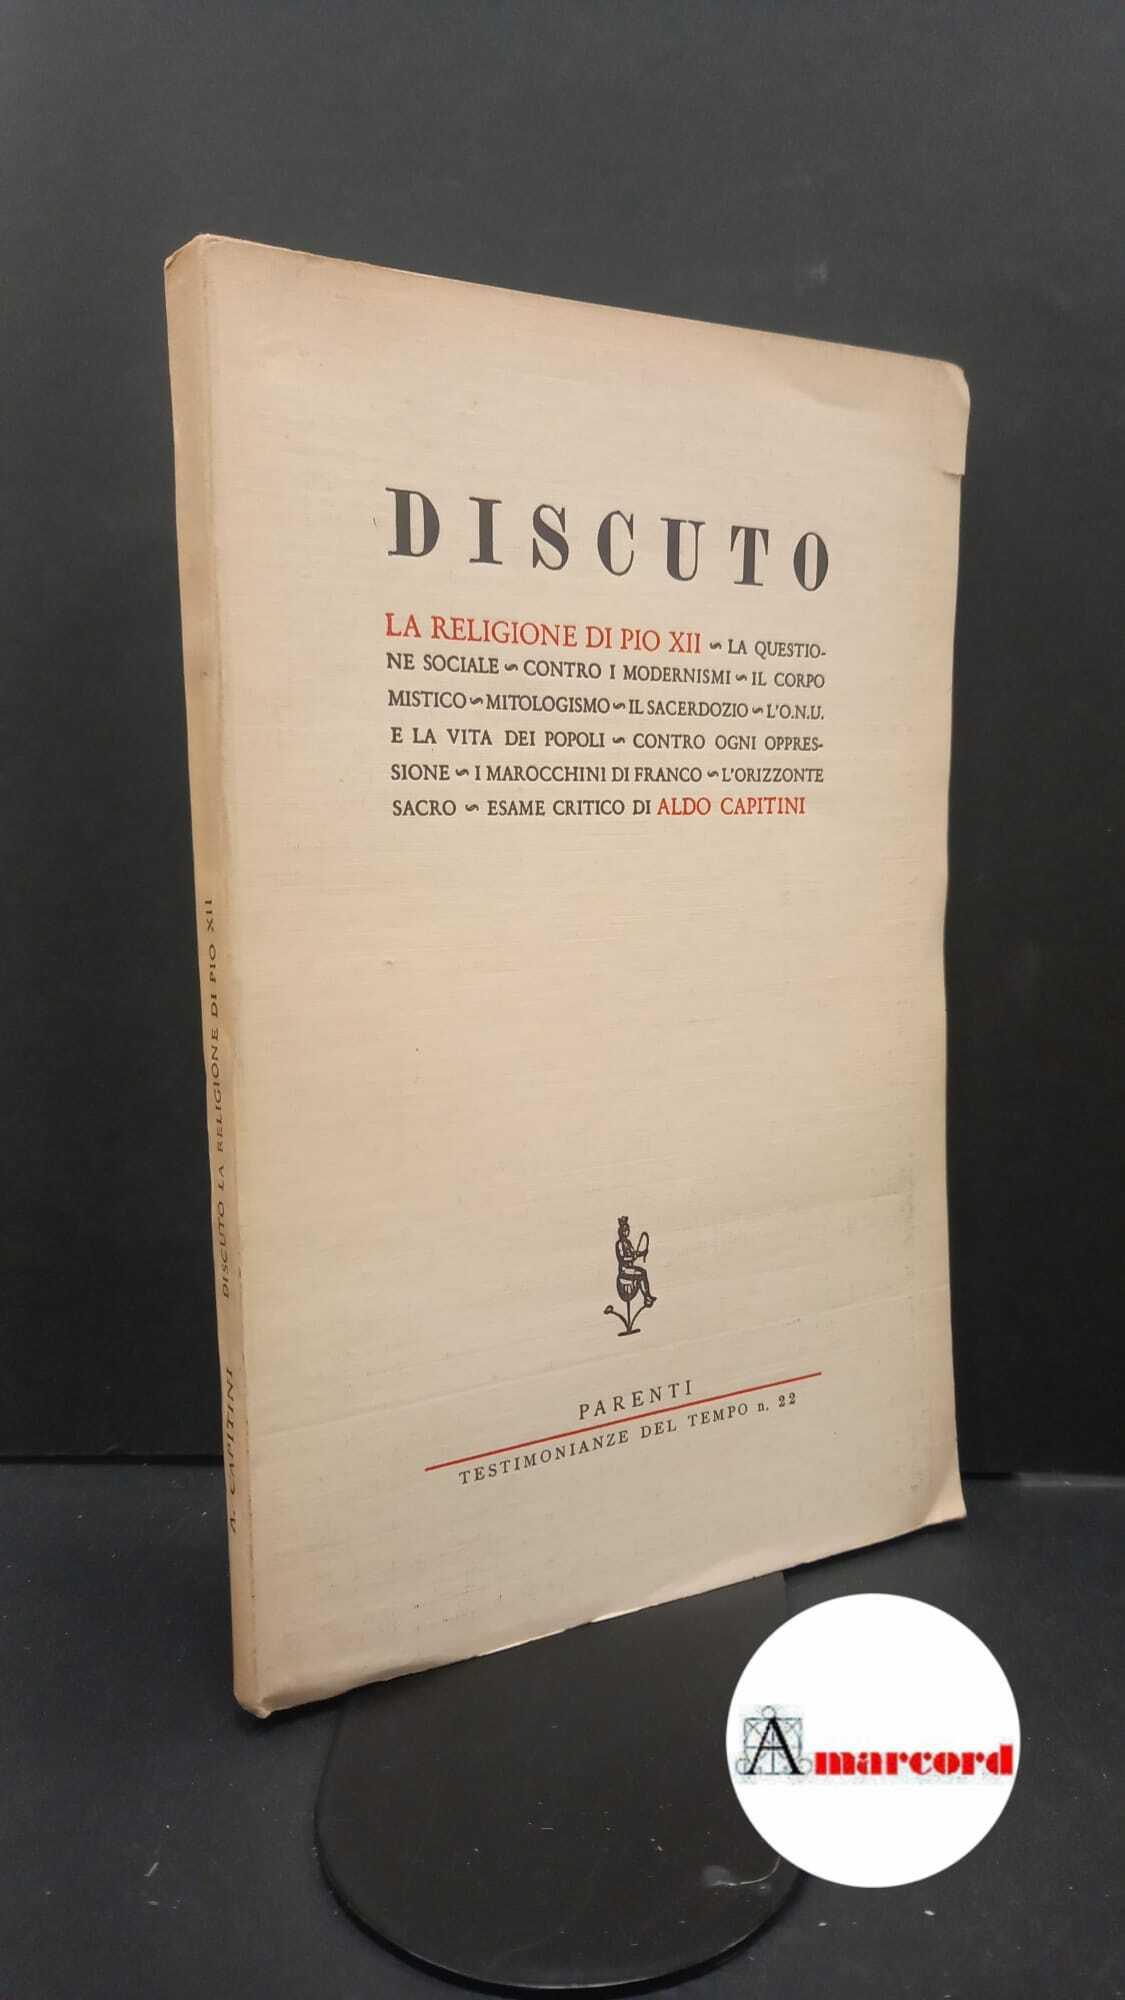 DISCUTO
LA RELIGIONE DI PIO XII ~ LA QUESTIO-
NE SOCIALE ~ CONTRO I MODERNISMI ~ IL CORPO
MISTICO ~ MITOLOGISMO ~ IL SACERDOZIO ~ L'O.N.U.
E LA VITA DEI POPOLI ~ CONTRO OGNI OPPRES-
SIONE ~ I MAROCCHINI DI FRANCO ~ L'ORIZZONTE
SACRO ~ ESAME CRITICO DI ALDO CAPITINI
PARENTI
TESTIMONIANZE DEL TEMPO n. 22
A. CAPITINI DISCUTO LA RELIGIONE DI PIO XII
Amarcord